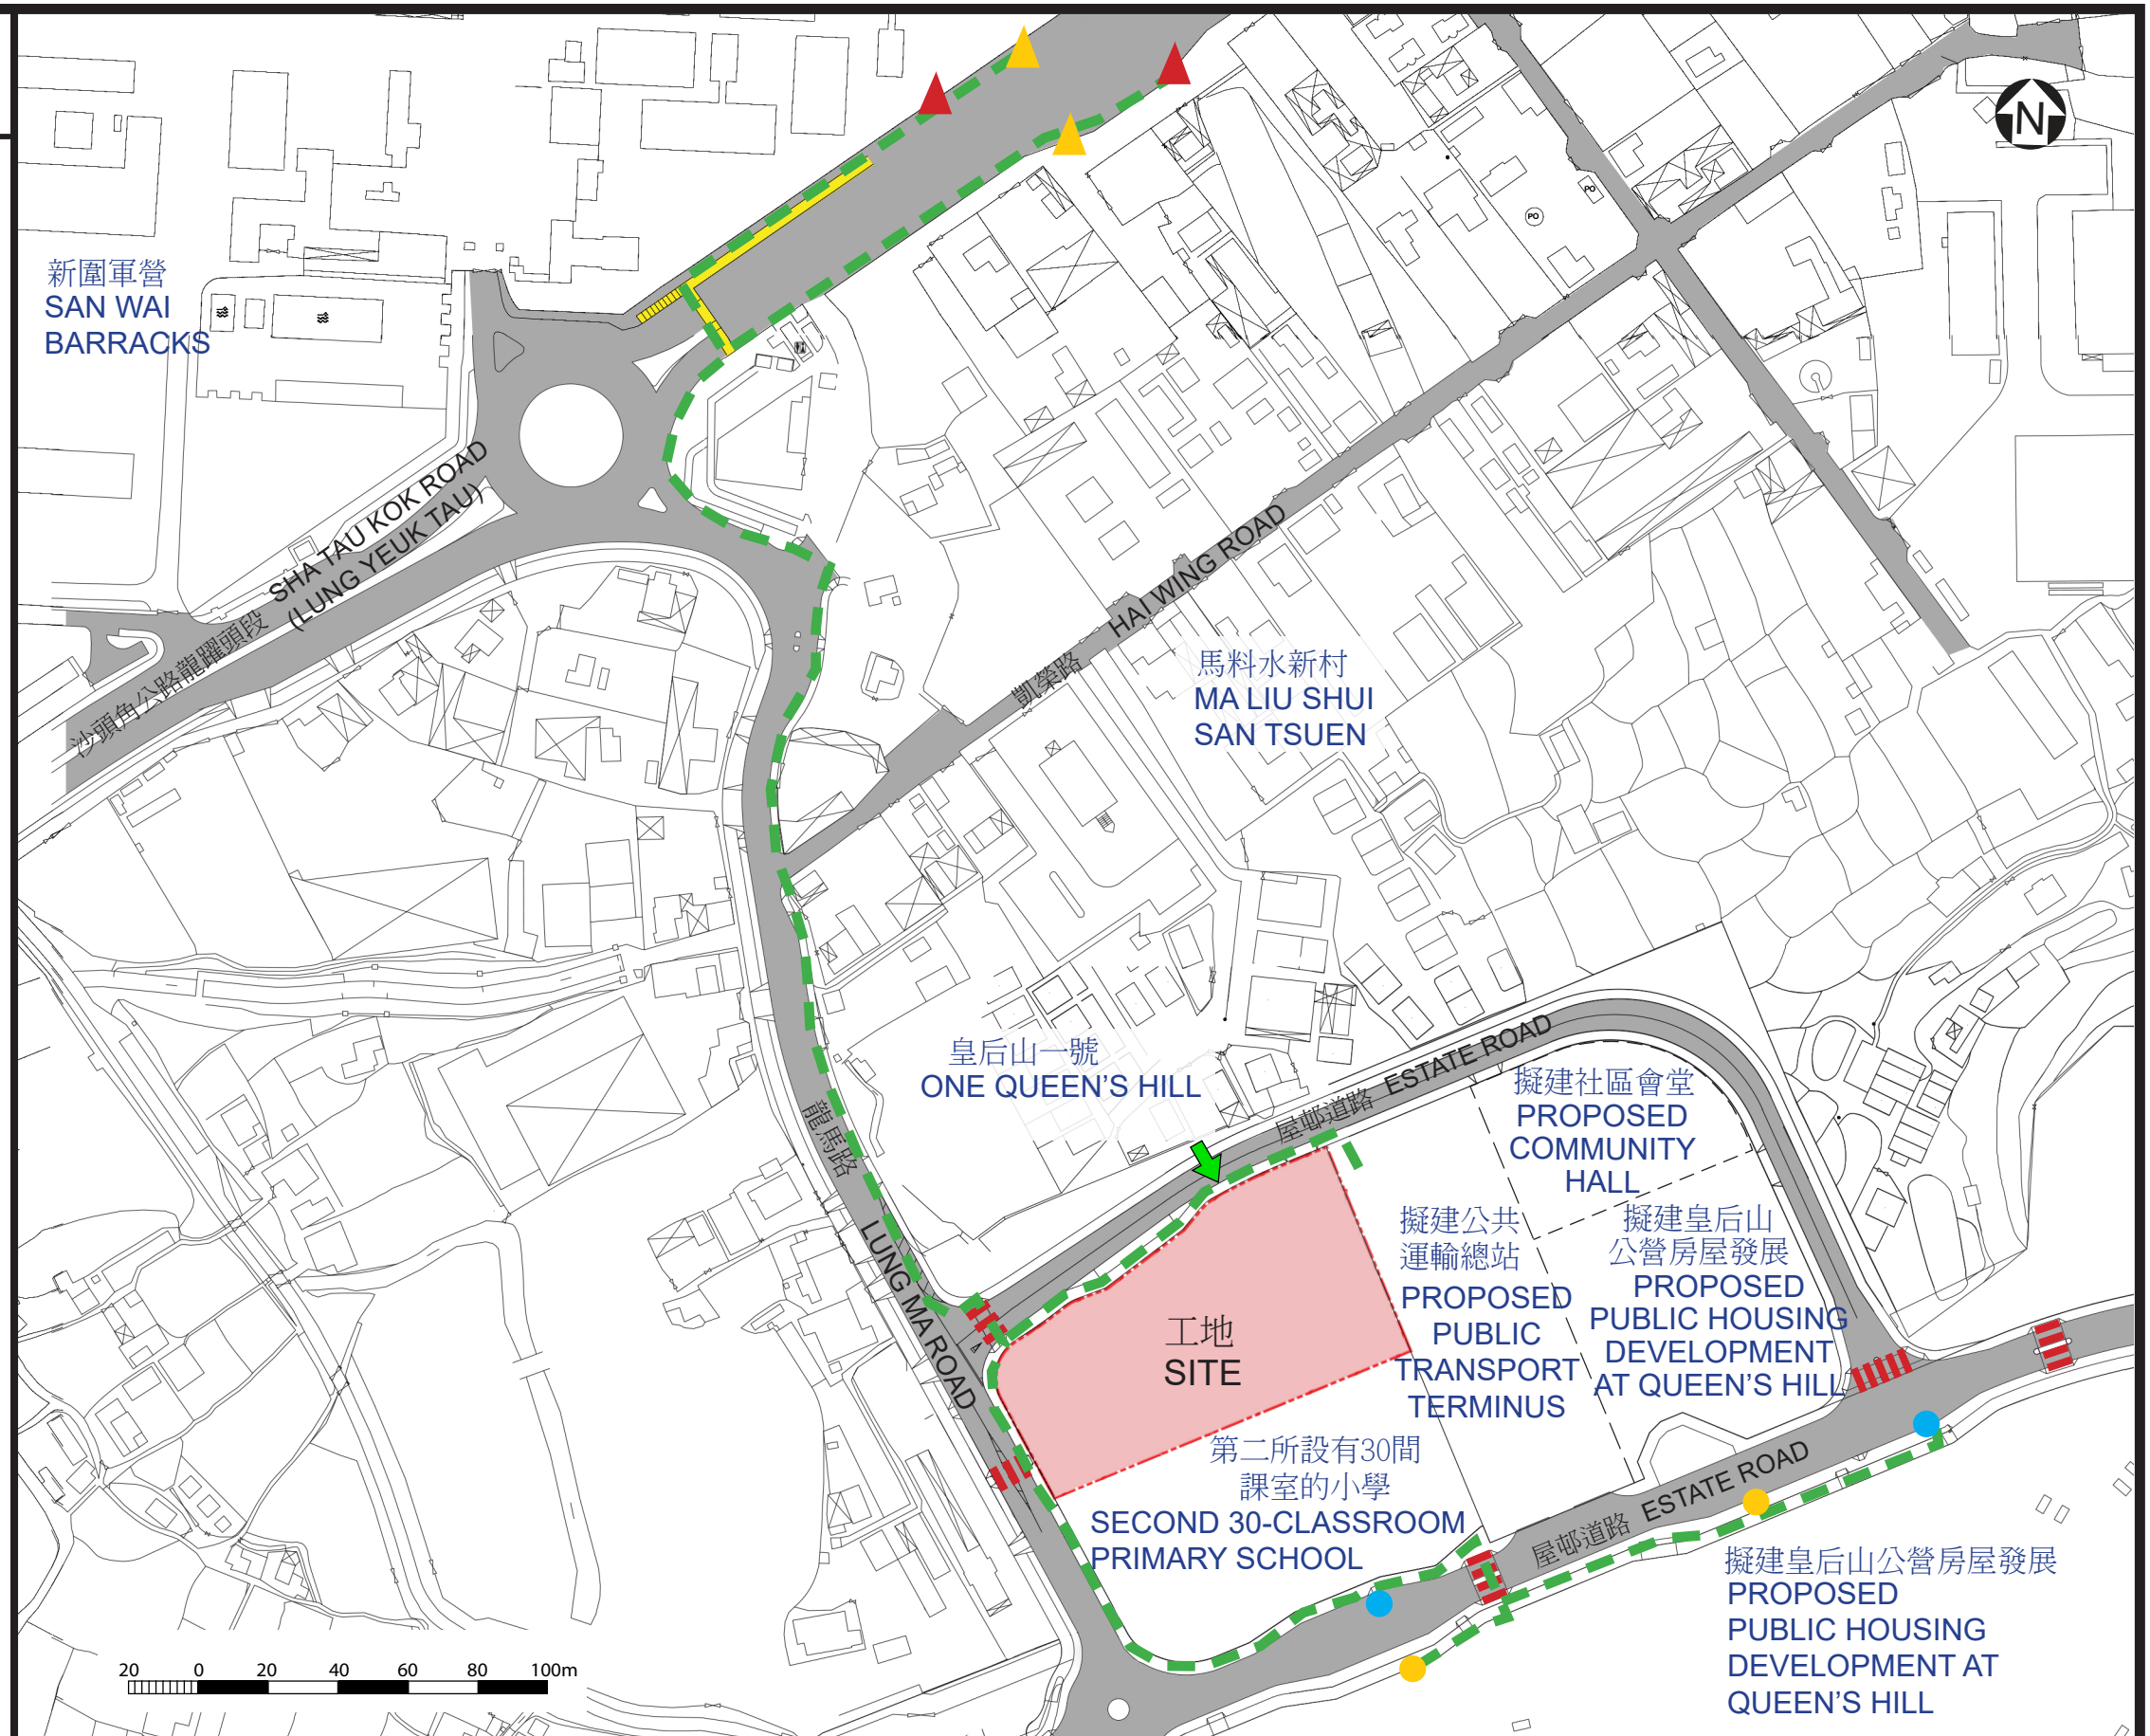 N
PO
PO
新圍軍營
SAN WAI
BARRACKS
沙頭角公路龍躍頭段
SHA TAU KOK ROAD
(LUNG YEUK TAU)
凱榮路 HAI WING ROAD
馬料水新村
MA LIU SHUI
SAN TSUEN
皇后山一號
ONE QUEEN'S HILL
屋邨道路 ESTATE ROAD
擬建社區會堂
PROPOSED
COMMUNITY
HALL
龍馬路
LUNG MA ROAD
擬建公共
運輸總站
PROPOSED
PUBLIC
TRANSPORT
TERMINUS
擬建皇后山
公營房屋發展
PROPOSED
PUBLIC HOUSING
DEVELOPMENT
AT QUEEN'S HILL
工地
SITE
第二所設有30間
課室的小學
SECOND 30-CLASSROOM
PRIMARY SCHOOL
屋邨道路 ESTATE ROAD
擬建皇后山公營房屋發展
PROPOSED
PUBLIC HOUSING
DEVELOPMENT AT
QUEEN'S HILL
20 0 20 40 60 80 100m